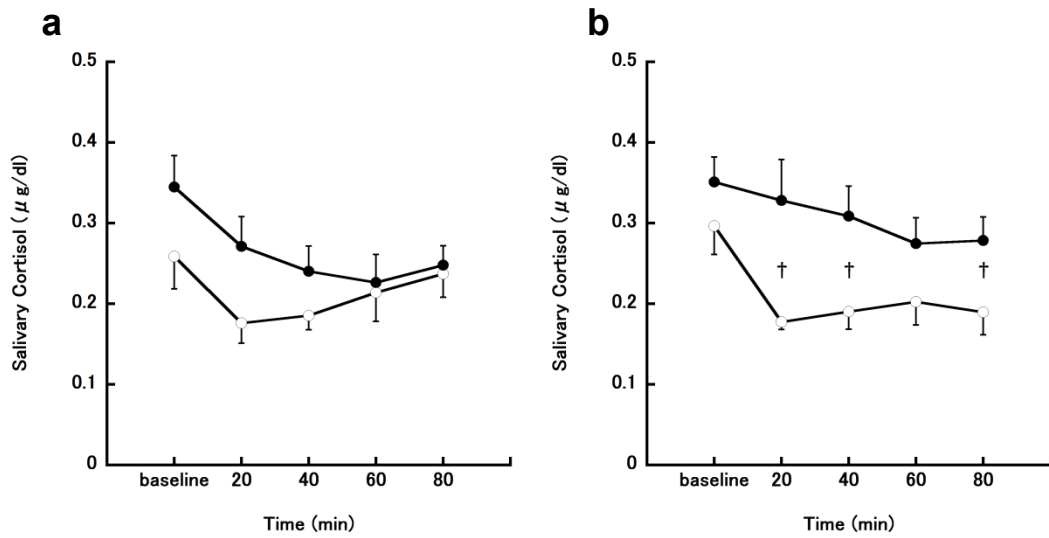 a
0.5
0.4
0.3
0.2
0.1
0
Salivary Cortisol ( μ g/dl)
baseline 20 40 60 80
Time (min)
b
0.5
0.4
0.3
0.2
0.1
0
Salivary Cortisol ( μ g/dl)
† † †
baseline 20 40 60 80
Time (min)